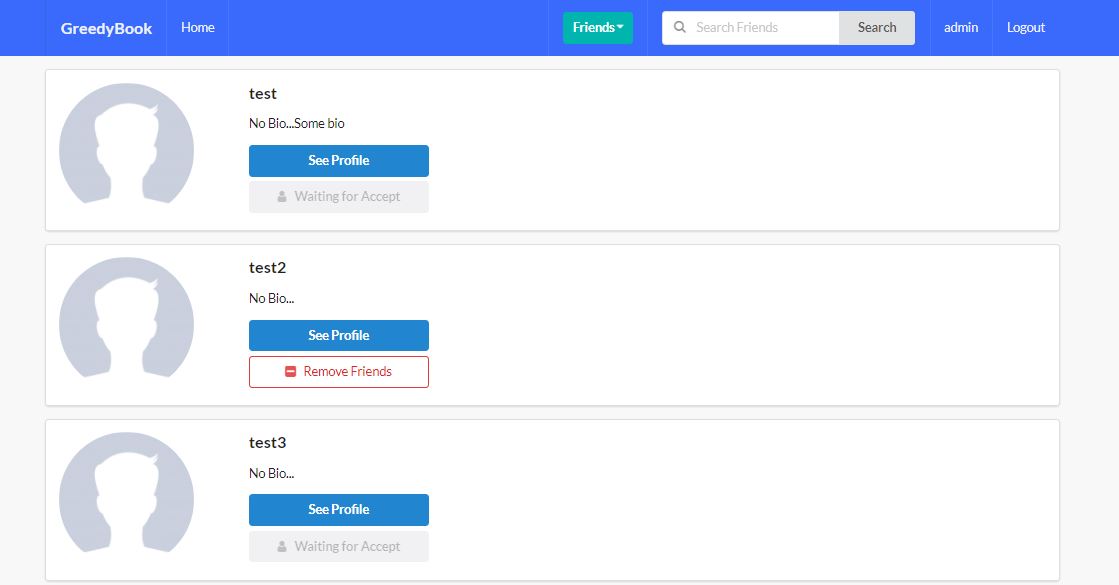 GreedyBook Home Friends Search Friends Search admin Logout
test
No Bio...Some bio
See Profile
Waiting for Accept
test2
No Bio...
See Profile
Remove Friends
test3
No Bio...
See Profile
Waiting for Accept